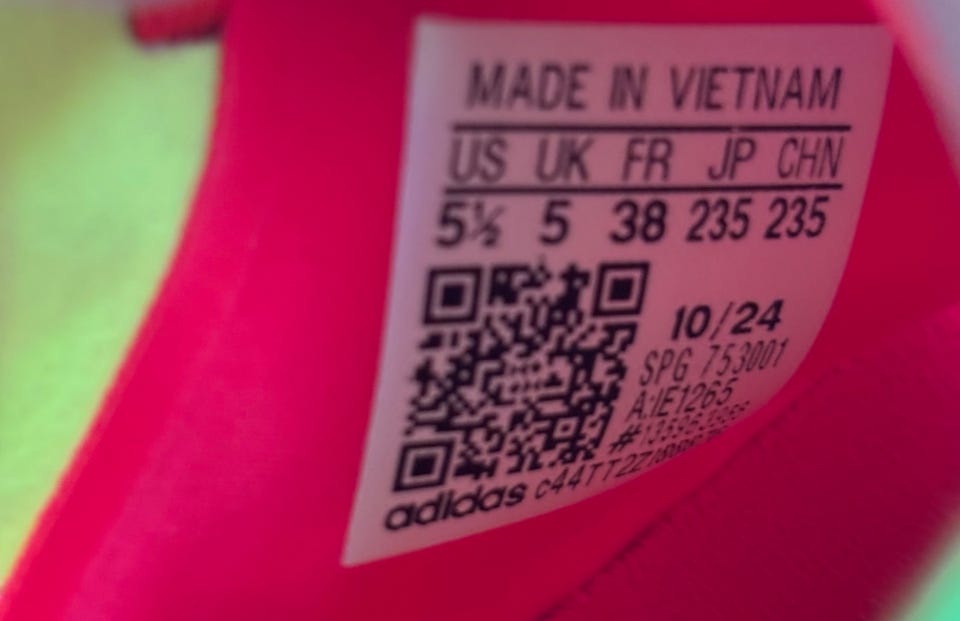 MADE IN VIETNAM
US UK FR JP CHN
5½ 5 38 235 235
10/24
SPG 753001
A:IE1265
adidas